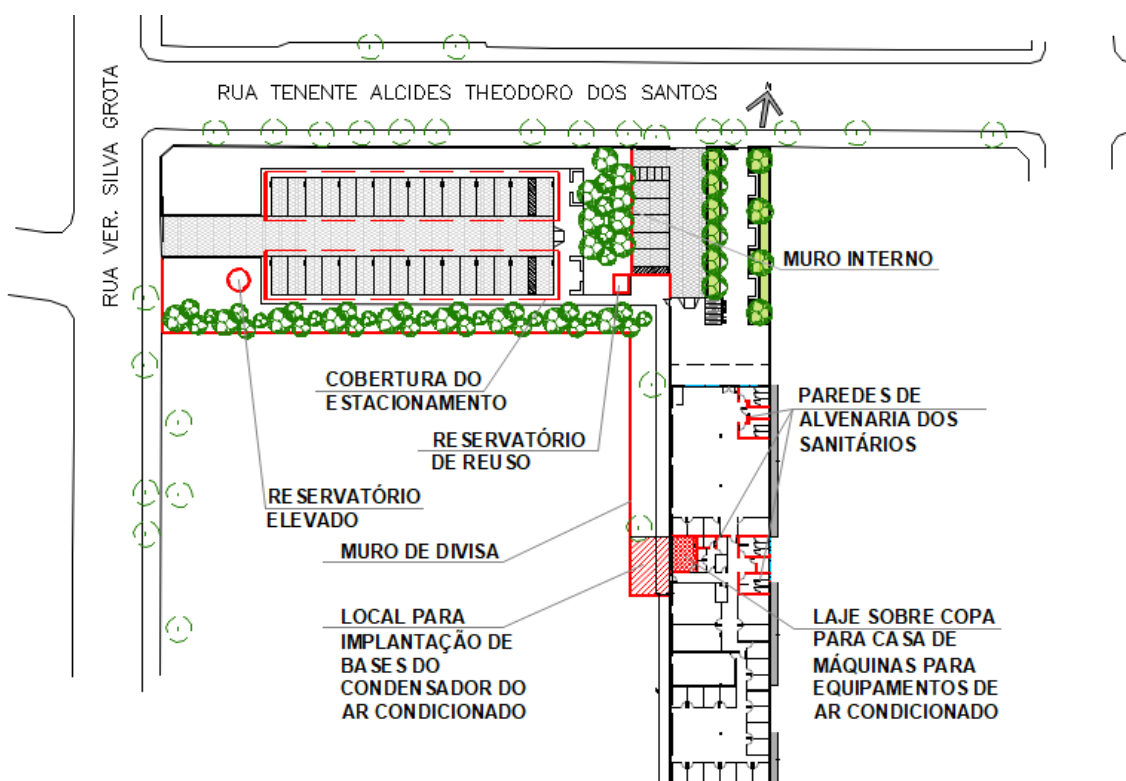 RUA TENENTE ALCIDES THEODORO DOS SANTOS
N
RUA VER. SILVA GROTA
MURO INTERNO
COBERTURA DO
ESTACIONAMENTO
PAREDES DE
ALVENARIA DOS
SANITÁRIOS
RESERVATÓRIO
DE REUSO
RESERVATÓRIO
ELEVADO
MURO DE DIVISA
LOCAL PARA
IMPLANTAÇÃO DE
BASES DO
CONDENSADOR DO
AR CONDICIONADO
LAJE SOBRE COPA
PARA CASA DE
MÁQUINAS PARA
EQUIPAMENTOS DE
AR CONDICIONADO